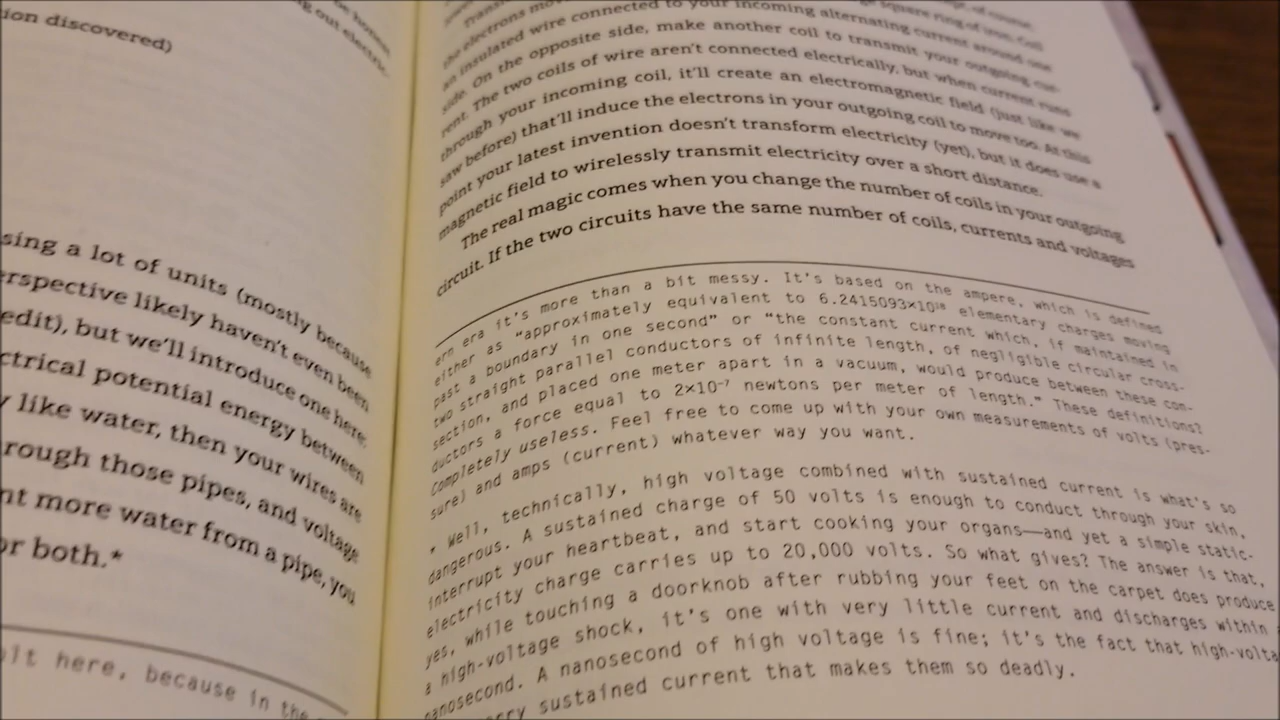 ion discovered)
ing out electric-
sing a lot of units (mostly because
erspective likely haven't even been
edit), but we'll introduce one here:
ctrical potential energy between
y like water, then your wires are
rough those pipes, and voltage
nt more water from a pipe, you
or both.*
olt here, because in the
the electrons mov
an insulated wire connected to your incoming alternating current around one
side. On the opposite side, make another coil to transmit your outgoing cur-
rent. The two coils of wire aren't connected electrically, but when current runs
through your incoming coil, it'll create an electromagnetic field (just like we
saw before) that'll induce the electrons in your outgoing coil to move too. At this
point your latest invention doesn't transform electricity (yet), but it does use a
magnetic field to wirelessly transmit electricity over a short distance.
The real magic comes when you change the number of coils in your outgoing
circuit. If the two circuits have the same number of coils, currents and voltages
ern era it's more than a bit messy. It's based on the ampere, which is defined
either as "approximately equivalent to 6.2415093×10¹⁸ elementary charges moving
past a boundary in one second" or "the constant current which, if maintained in
two straight parallel conductors of infinite length, of negligible circular cross-
section, and placed one meter apart in a vacuum, would produce between these con-
ductors a force equal to 2×10⁻⁷ newtons per meter of length." These definitions?
Completely useless. Feel free to come up with your own measurements of volts (pres-
sure) and amps (current) whatever way you want.
* Well, technically, high voltage combined with sustained current is what's so
dangerous. A sustained charge of 50 volts is enough to conduct through your skin,
interrupt your heartbeat, and start cooking your organs—and yet a simple static-
electricity charge carries up to 20,000 volts. So what gives? The answer is that,
yes, while touching a doorknob after rubbing your feet on the carpet does produce
a high-voltage shock, it's one with very little current and discharges within
nanosecond. A nanosecond of high voltage is fine; it's the fact that high-volta
rry sustained current that makes them so deadly.